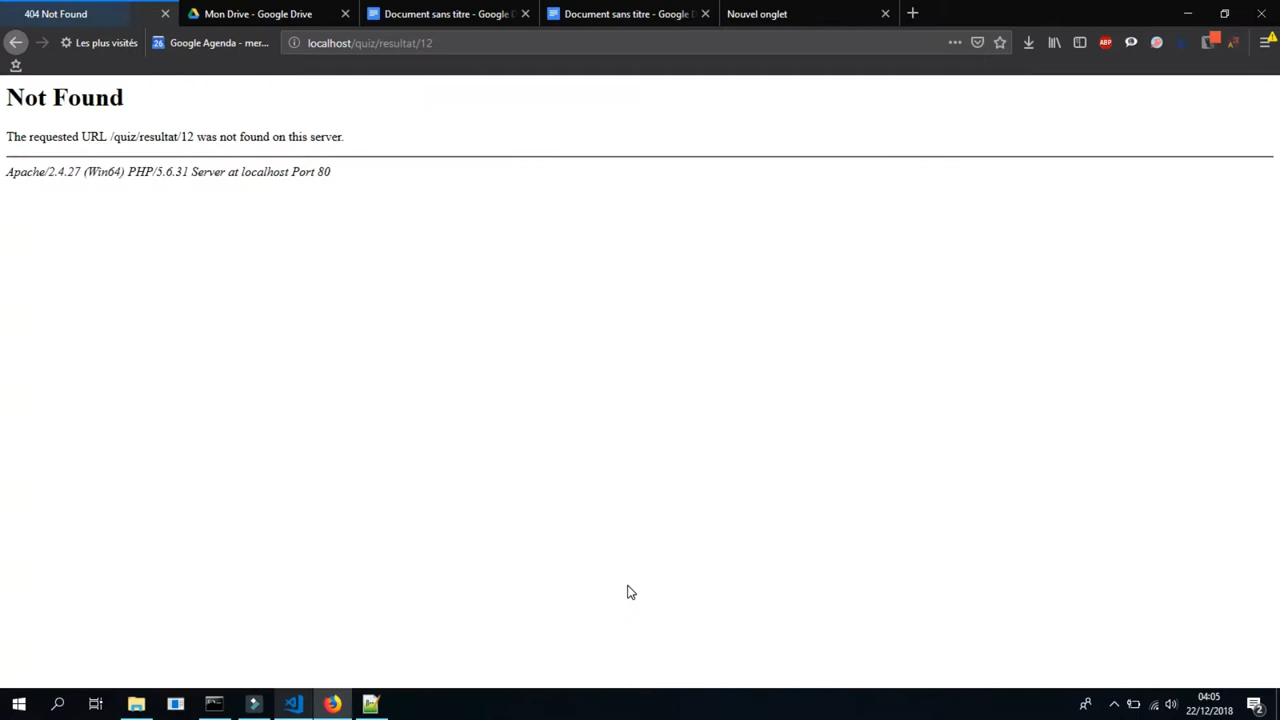 404 Not Found
Mon Drive - Google Drive
Document sans titre - Google D
Document sans titre - Google D
Nouvel onglet
Les plus visités
26
Google Agenda - mer...
localhost/quiz/resultat/12
ABP
Not Found
The requested URL /quiz/resultat/12 was not found on this server.
Apache/2.4.27 (Win64) PHP/5.6.31 Server at localhost Port 80
04:05
22/12/2018
2